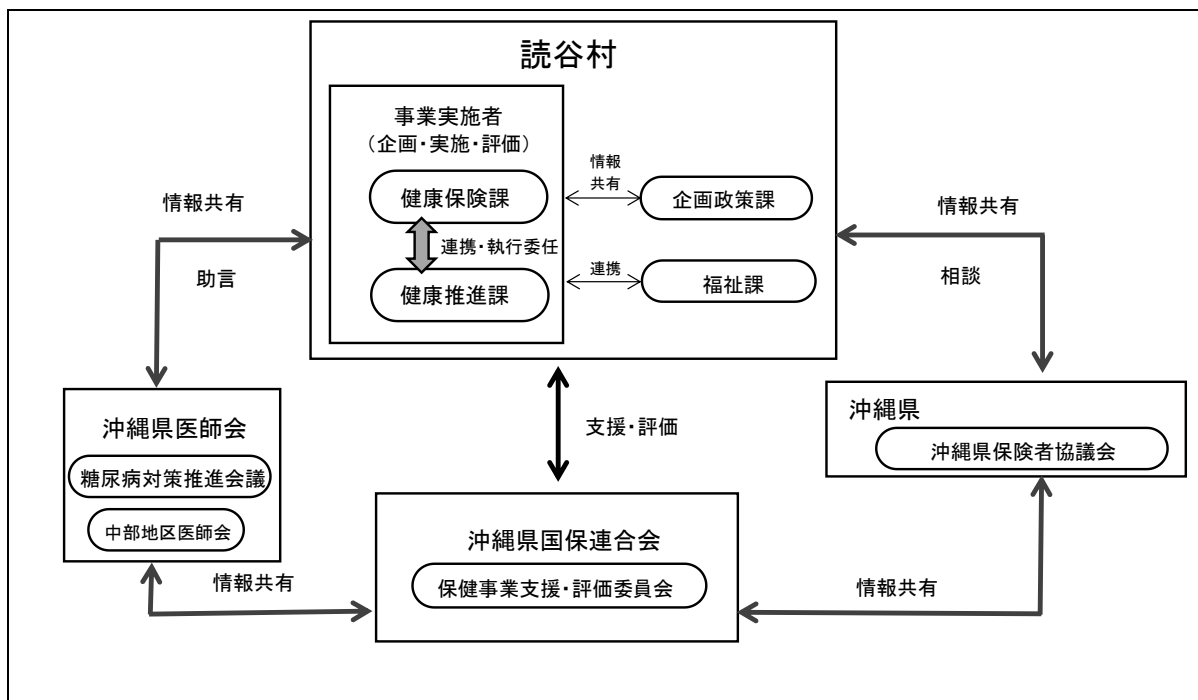 読谷村
事業実施者
（企画・実施・評価）
健康保険課
連携・執行委任
健康推進課
情報
共有
企画政策課
連携
福祉課
情報共有
助言
情報共有
相談
沖縄県医師会
糖尿病対策推進会議
中部地区医師会
支援・評価
沖縄県
沖縄県保険者協議会
沖縄県国保連合会
保健事業支援・評価委員会
情報共有
情報共有